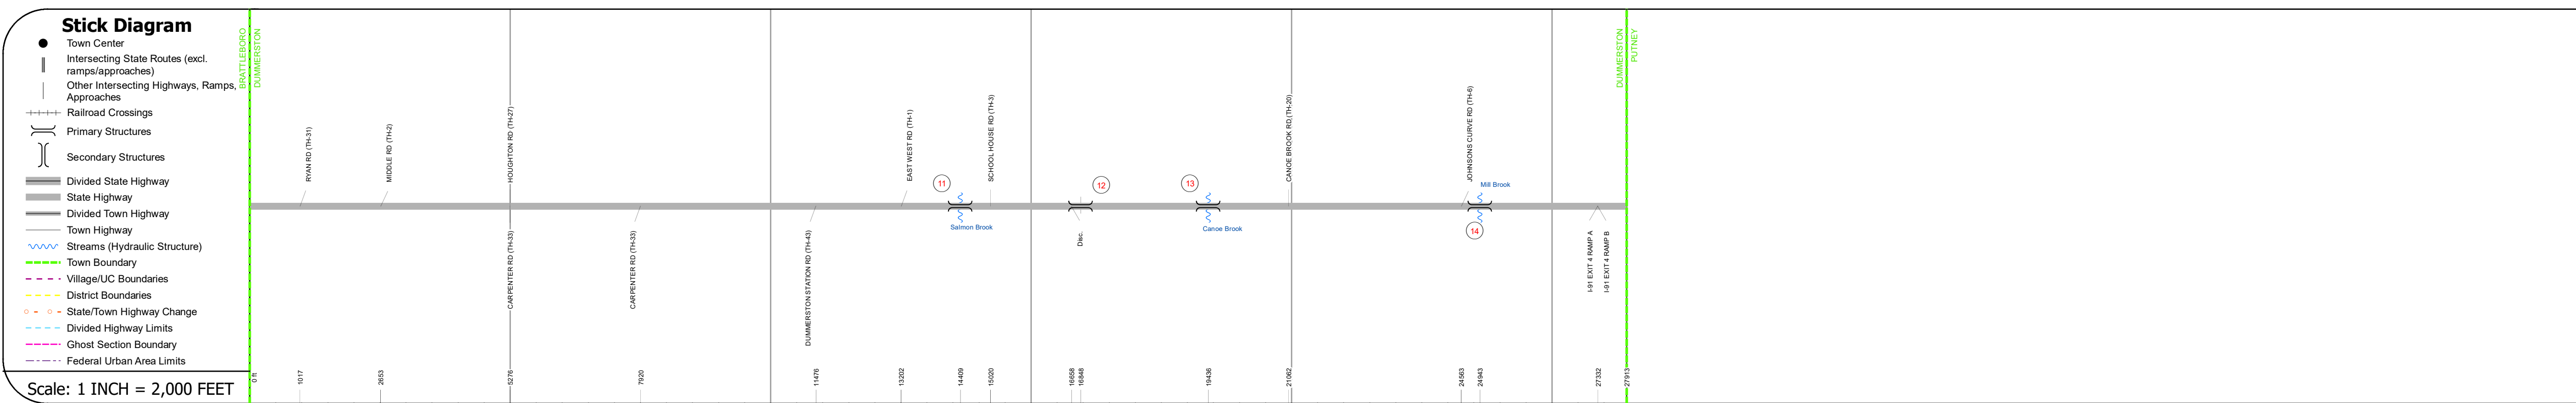 Stick Diagram
Town Center
Intersecting State Routes (excl.
ramps/approaches)
Other Intersecting Highways, Ramps,
Approaches
Railroad Crossings
Primary Structures
Secondary Structures
Divided State Highway
State Highway
Divided Town Highway
Town Highway
Streams (Hydraulic Structure)
Town Boundary
Village/UC Boundaries
District Boundaries
State/Town Highway Change
Divided Highway Limits
Ghost Section Boundary
Federal Urban Area Limits
Scale: 1 INCH = 2,000 FEET
BRATTLEBORO
DUMMERSTON
RYAN RD (TH-31)
MIDDLE RD (TH-2)
HOUGHTON RD (TH-27)
EAST WEST RD (TH-1)
SCHOOL HOUSE RD (TH-3)
CANOE BROOK RD (TH-20)
JOHNSONS CURVE RD (TH-6)
DUMMERSTON
PUTNEY
11
12
13
Mill Brook
Salmon Brook
Canoe Brook
14
CARPENTER RD (TH-33)
CARPENTER RD (TH-33)
DUMMERSTON STATION RD (TH-43)
Disc.
I-91 EXIT 4 RAMP A
I-91 EXIT 4 RAMP B
0 ft
1017
2653
5276
7920
11476
13202
14409
15020
16658
16848
19436
21062
24563
24943
27332
27913